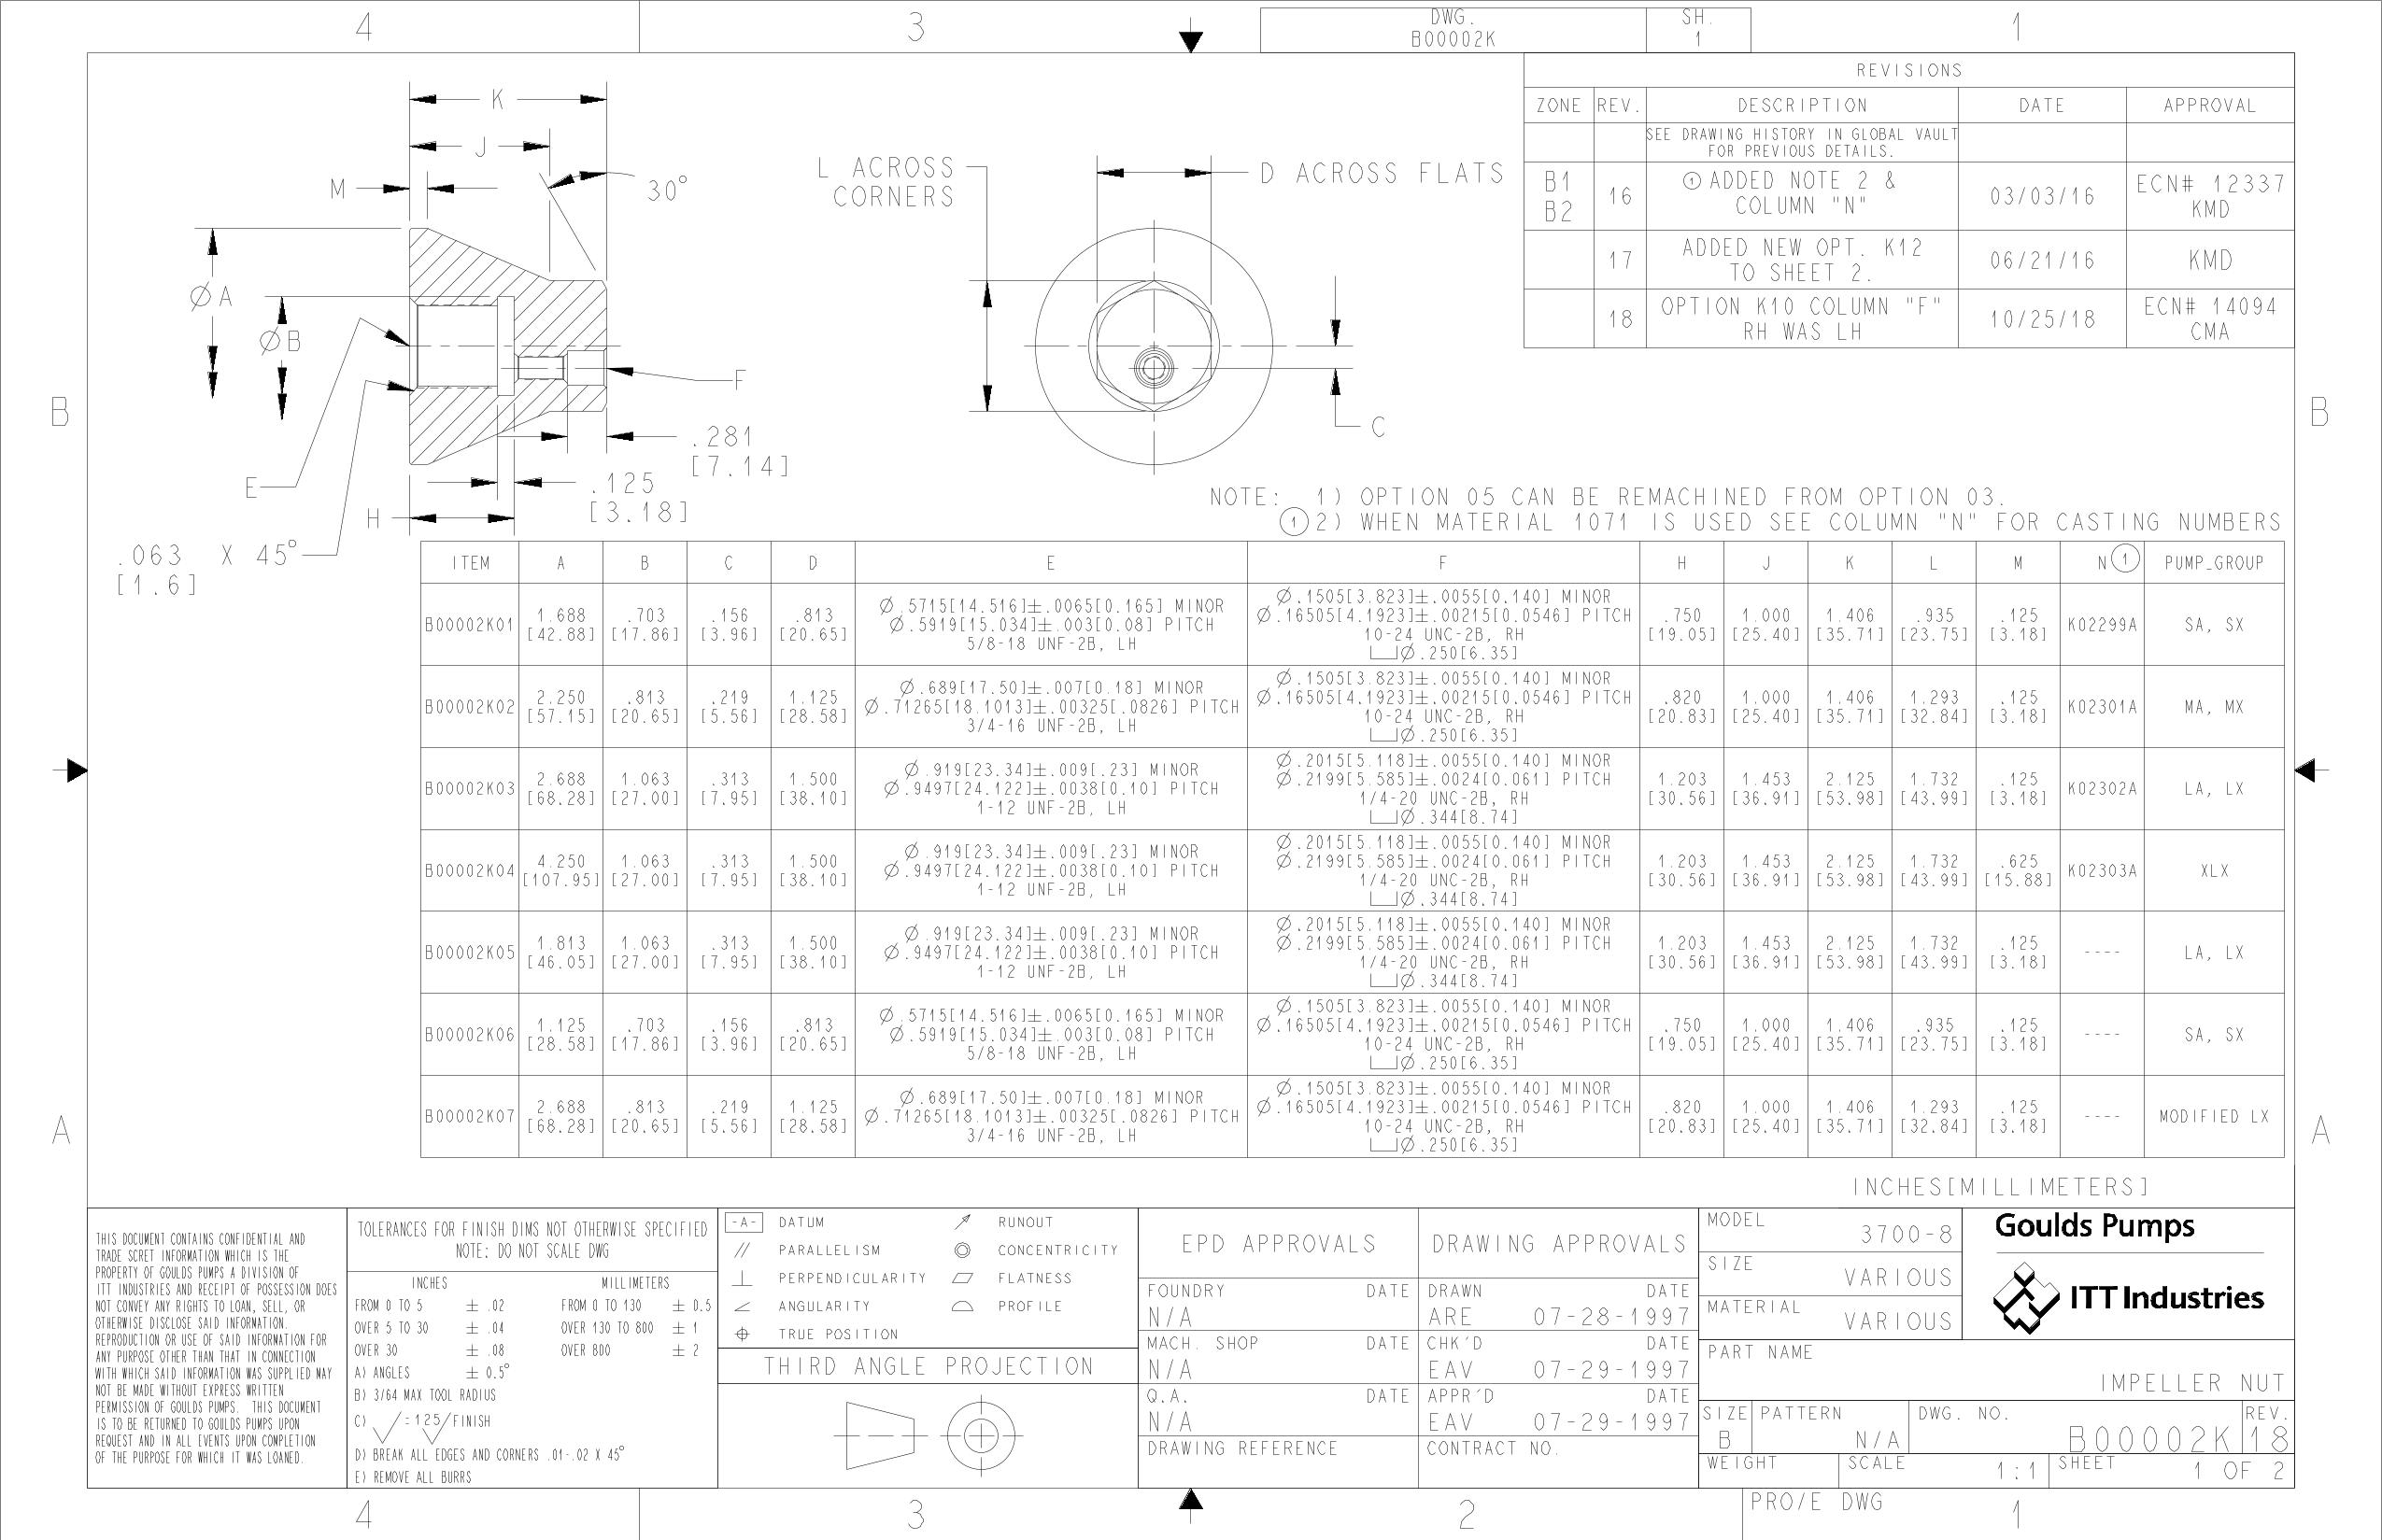 4
3
DWG.
B00002K
SH.
1
1
REVISIONS
ZONE REV. DESCRIPTION DATE APPROVAL
SEE DRAWING HISTORY IN GLOBAL VAULT
FOR PREVIOUS DETAILS.
B1
B2
16
① ADDED NOTE 2 &
COLUMN "N"
03/03/16
ECN# 12337
KMD
17
ADDED NEW OPT. K12
TO SHEET 2.
06/21/16
KMD
18
OPTION K10 COLUMN "F"
RH WAS LH
10/25/18
ECN# 14094
CMA
K
J
M
30°
ØA
ØB
F
E
H
.281
[7.14]
.125
[3.18]
.063 X 45°
[1.6]
L ACROSS
CORNERS
D ACROSS FLATS
C
B
B
NOTE: 1) OPTION 05 CAN BE REMACHINED FROM OPTION 03.
① 2) WHEN MATERIAL 1071 IS USED SEE COLUMN "N" FOR CASTING NUMBERS
ITEM A B C D E F H J K L M N ① PUMP_GROUP
B00002K01
1.688
[42.88]
.703
[17.86]
.156
[3.96]
.813
[20.65]
Ø.5715[14.516]±.0065[0.165] MINOR
Ø.5919[15.034]±.003[0.08] PITCH
5/8-18 UNF-2B, LH
Ø.1505[3.823]±.0055[0.140] MINOR
Ø.16505[4.1923]±.00215[0.0546] PITCH
10-24 UNC-2B, RH
⌴Ø.250[6.35]
.750
[19.05]
1.000
[25.40]
1.406
[35.71]
.935
[23.75]
.125
[3.18]
K02299A
SA, SX
B00002K02
2.250
[57.15]
.813
[20.65]
.219
[5.56]
1.125
[28.58]
Ø.689[17.50]±.007[0.18] MINOR
Ø.71265[18.1013]±.00325[.0826] PITCH
3/4-16 UNF-2B, LH
Ø.1505[3.823]±.0055[0.140] MINOR
Ø.16505[4.1923]±.00215[0.0546] PITCH
10-24 UNC-2B, RH
⌴Ø.250[6.35]
.820
[20.83]
1.000
[25.40]
1.406
[35.71]
1.293
[32.84]
.125
[3.18]
K02301A
MA, MX
B00002K03
2.688
[68.28]
1.063
[27.00]
.313
[7.95]
1.500
[38.10]
Ø.919[23.34]±.009[.23] MINOR
Ø.9497[24.122]±.0038[0.10] PITCH
1-12 UNF-2B, LH
Ø.2015[5.118]±.0055[0.140] MINOR
Ø.2199[5.585]±.0024[0.061] PITCH
1/4-20 UNC-2B, RH
⌴Ø.344[8.74]
1.203
[30.56]
1.453
[36.91]
2.125
[53.98]
1.732
[43.99]
.125
[3.18]
K02302A
LA, LX
B00002K04
4.250
[107.95]
1.063
[27.00]
.313
[7.95]
1.500
[38.10]
Ø.919[23.34]±.009[.23] MINOR
Ø.9497[24.122]±.0038[0.10] PITCH
1-12 UNF-2B, LH
Ø.2015[5.118]±.0055[0.140] MINOR
Ø.2199[5.585]±.0024[0.061] PITCH
1/4-20 UNC-2B, RH
⌴Ø.344[8.74]
1.203
[30.56]
1.453
[36.91]
2.125
[53.98]
1.732
[43.99]
.625
[15.88]
K02303A
XLX
B00002K05
1.813
[46.05]
1.063
[27.00]
.313
[7.95]
1.500
[38.10]
Ø.919[23.34]±.009[.23] MINOR
Ø.9497[24.122]±.0038[0.10] PITCH
1-12 UNF-2B, LH
Ø.2015[5.118]±.0055[0.140] MINOR
Ø.2199[5.585]±.0024[0.061] PITCH
1/4-20 UNC-2B, RH
⌴Ø.344[8.74]
1.203
[30.56]
1.453
[36.91]
2.125
[53.98]
1.732
[43.99]
.125
[3.18]
----
LA, LX
B00002K06
1.125
[28.58]
.703
[17.86]
.156
[3.96]
.813
[20.65]
Ø.5715[14.516]±.0065[0.165] MINOR
Ø.5919[15.034]±.003[0.08] PITCH
5/8-18 UNF-2B, LH
Ø.1505[3.823]±.0055[0.140] MINOR
Ø.16505[4.1923]±.00215[0.0546] PITCH
10-24 UNC-2B, RH
⌴Ø.250[6.35]
.750
[19.05]
1.000
[25.40]
1.406
[35.71]
.935
[23.75]
.125
[3.18]
----
SA, SX
B00002K07
2.688
[68.28]
.813
[20.65]
.219
[5.56]
1.125
[28.58]
Ø.689[17.50]±.007[0.18] MINOR
Ø.71265[18.1013]±.00325[.0826] PITCH
3/4-16 UNF-2B, LH
Ø.1505[3.823]±.0055[0.140] MINOR
Ø.16505[4.1923]±.00215[0.0546] PITCH
10-24 UNC-2B, RH
⌴Ø.250[6.35]
.820
[20.83]
1.000
[25.40]
1.406
[35.71]
1.293
[32.84]
.125
[3.18]
----
MODIFIED LX
A
A
INCHES[MILLIMETERS]
THIS DOCUMENT CONTAINS CONFIDENTIAL AND
TRADE SCRET INFORMATION WHICH IS THE
PROPERTY OF GOULDS PUMPS A DIVISION OF
ITT INDUSTRIES AND RECEIPT OF POSSESSION DOES
NOT CONVEY ANY RIGHTS TO LOAN, SELL, OR
OTHERWISE DISCLOSE SAID INFORMATION.
REPRODUCTION OR USE OF SAID INFORMATION FOR
ANY PURPOSE OTHER THAN THAT IN CONNECTION
WITH WHICH SAID INFORMATION WAS SUPPLIED MAY
NOT BE MADE WITHOUT EXPRESS WRITTEN
PERMISSION OF GOULDS PUMPS. THIS DOCUMENT
IS TO BE RETURNED TO GOULDS PUMPS UPON
REQUEST AND IN ALL EVENTS UPON COMPLETION
OF THE PURPOSE FOR WHICH IT WAS LOANED.
TOLERANCES FOR FINISH DIMS NOT OTHERWISE SPECIFIED
NOTE: DO NOT SCALE DWG
INCHES MILLIMETERS
FROM 0 TO 5 ± .02 FROM 0 TO 130 ± 0.5
OVER 5 TO 30 ± .04 OVER 130 TO 800 ± 1
OVER 30 ± .08 OVER 800 ± 2
A) ANGLES ± 0.5°
B) 3/64 MAX TOOL RADIUS
C) √ = 125√ FINISH
D) BREAK ALL EDGES AND CORNERS .01-.02 X 45°
E) REMOVE ALL BURRS
-A- DATUM RUNOUT
PARALLELISM CONCENTRICITY
PERPENDICULARITY FLATNESS
ANGULARITY PROFILE
TRUE POSITION
THIRD ANGLE PROJECTION
EPD APPROVALS
FOUNDRY DATE
N/A
MACH. SHOP DATE
N/A
Q.A. DATE
N/A
DRAWING REFERENCE
DRAWING APPROVALS
DRAWN DATE
ARE 07-28-1997
CHK'D DATE
EAV 07-29-1997
APPR'D DATE
EAV 07-29-1997
CONTRACT NO.
MODEL
3700-8
SIZE
VARIOUS
MATERIAL
VARIOUS
Goulds Pumps
ITT Industries
PART NAME
IMPELLER NUT
SIZE
B
PATTERN
N/A
DWG. NO.
B00002K
REV.
18
WEIGHT
SCALE
1:1
SHEET
1 OF 2
4
3
2
PRO/E DWG
1